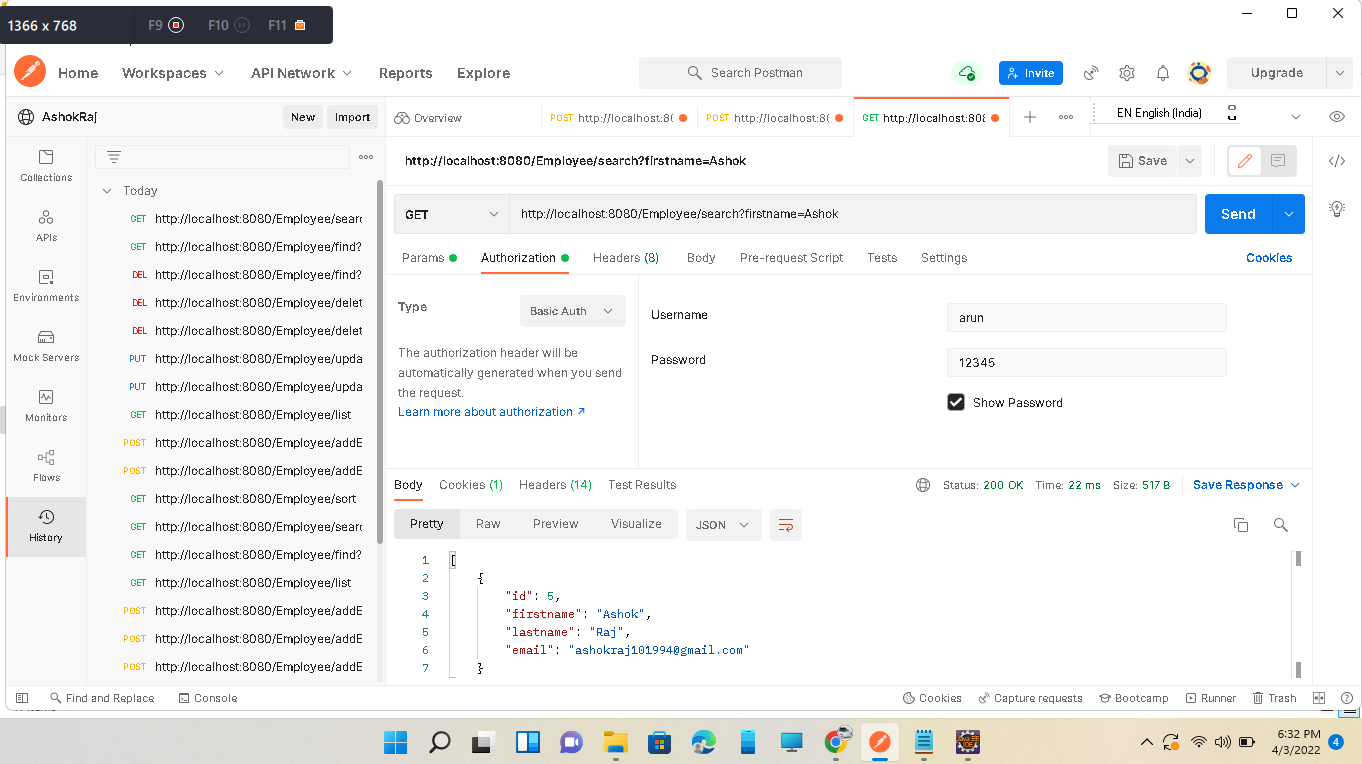 1366 x 768 F9 F10 F11
Home Workspaces API Network Reports Explore Search Postman Invite Upgrade
AshokRaj New Import Overview POST http://localhost:8( POST http://localhost:8( GET http://localhost:808 EN English (India)
Collections
APIs
Environments
Mock Servers
Monitors
Flows
History
Today
GET http://localhost:8080/Employee/searc
GET http://localhost:8080/Employee/find?
DEL http://localhost:8080/Employee/find?
DEL http://localhost:8080/Employee/delet
DEL http://localhost:8080/Employee/delet
PUT http://localhost:8080/Employee/upda
PUT http://localhost:8080/Employee/upda
GET http://localhost:8080/Employee/list
POST http://localhost:8080/Employee/addE
POST http://localhost:8080/Employee/addE
GET http://localhost:8080/Employee/sort
GET http://localhost:8080/Employee/searc
GET http://localhost:8080/Employee/find?
GET http://localhost:8080/Employee/list
POST http://localhost:8080/Employee/addE
POST http://localhost:8080/Employee/addE
POST http://localhost:8080/Employee/addE
http://localhost:8080/Employee/search?firstname=Ashok Save
GET http://localhost:8080/Employee/search?firstname=Ashok Send
Params Authorization Headers (8) Body Pre-request Script Tests Settings Cookies
Type Basic Auth
The authorization header will be
automatically generated when you send
the request.
Learn more about authorization ↗
Username arun
Password 12345
Show Password
Body Cookies (1) Headers (14) Test Results Status: 200 OK Time: 22 ms Size: 517 B Save Response
Pretty Raw Preview Visualize JSON
1 [
2 {
3 "id": 5,
4 "firstname": "Ashok",
5 "lastname": "Raj",
6 "email": "ashokraj101994@gmail.com"
7 }
Find and Replace Console Cookies Capture requests Bootcamp Runner Trash
6:32 PM
4/3/2022 4